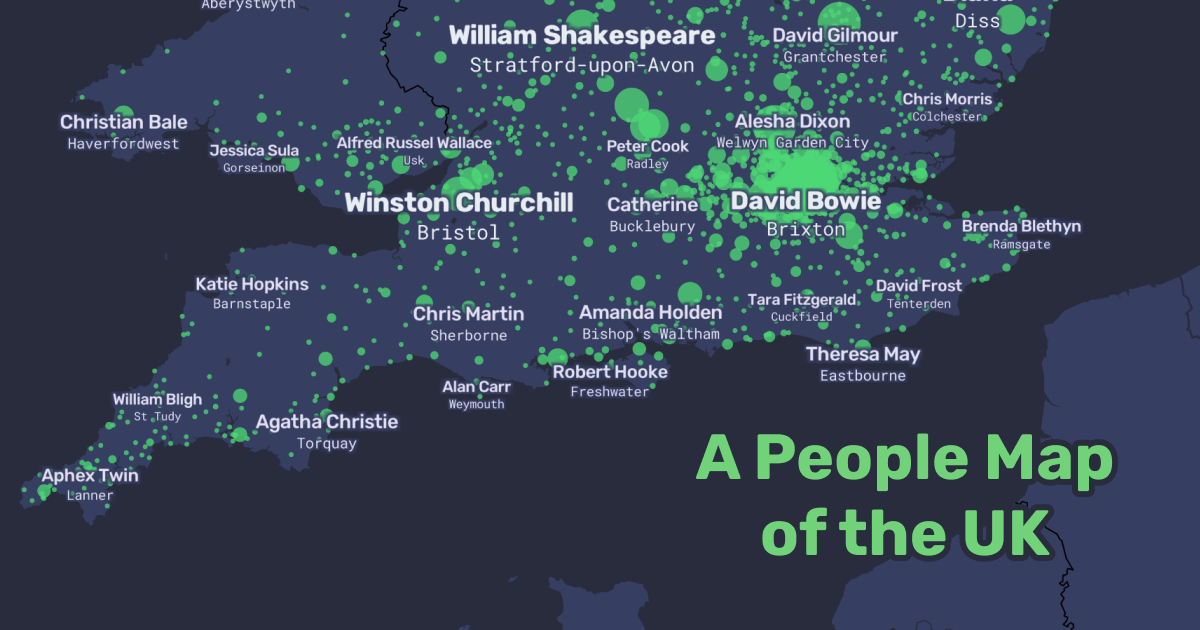 Aberystwyth
Diss
William Shakespeare
Stratford-upon-Avon
David Gilmour
Grantchester
Chris Morris
Colchester
Christian Bale
Haverfordwest
Alesha Dixon
Welwyn Garden City
Jessica Sula
Gorseinon
Alfred Russel Wallace
Usk
Peter Cook
Radley
Winston Churchill
Bristol
Catherine
Bucklebury
David Bowie
Brixton
Brenda Blethyn
Ramsgate
Katie Hopkins
Barnstaple
David Frost
Tenterden
Tara Fitzgerald
Cuckfield
Chris Martin
Sherborne
Amanda Holden
Bishop's Waltham
Theresa May
Eastbourne
Robert Hooke
Freshwater
Alan Carr
Weymouth
William Bligh
St Tudy
Agatha Christie
Torquay
Aphex Twin
Lanner
A People Map
of the UK